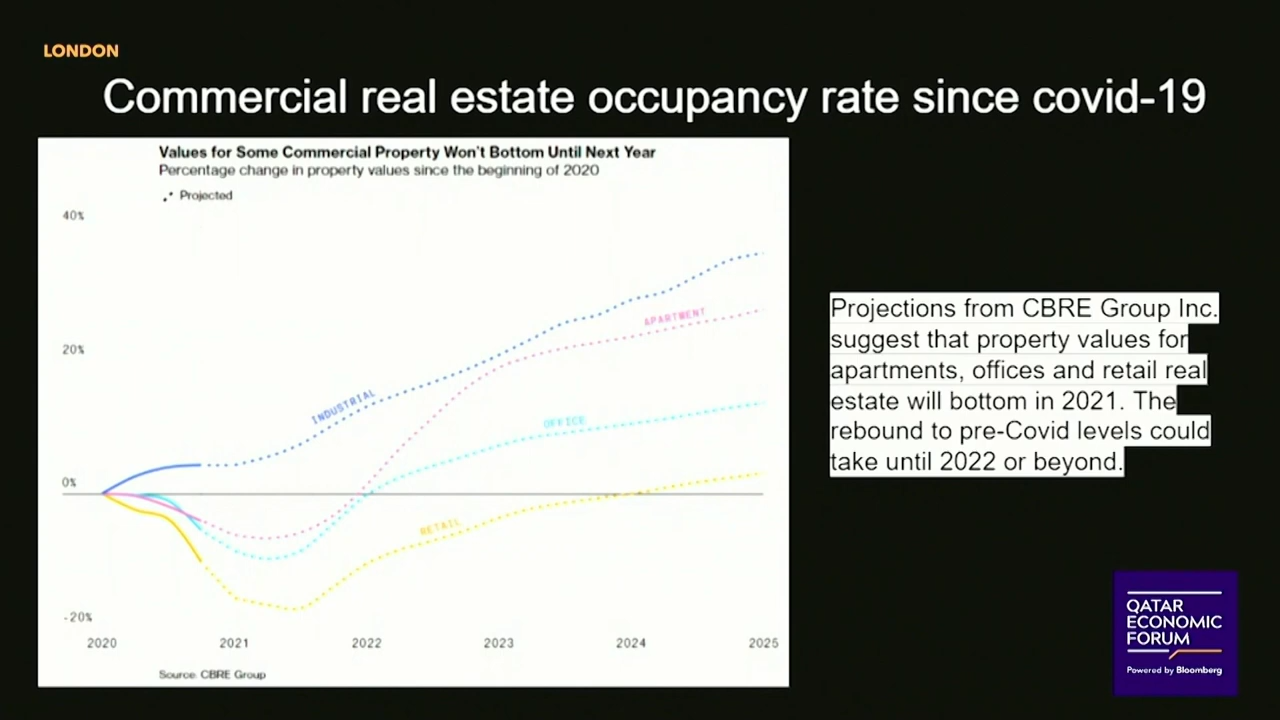 LONDON
Commercial real estate occupancy rate since covid-19
Values for Some Commercial Property Won't Bottom Until Next Year
Percentage change in property values since the beginning of 2020
Projected
40%
20%
0%
-20%
INDUSTRIAL
APARTMENT
OFFICE
RETAIL
2020 2021 2022 2023 2024 2025
Source: CBRE Group
Projections from CBRE Group Inc.
suggest that property values for
apartments, offices and retail real
estate will bottom in 2021. The
rebound to pre-Covid levels could
take until 2022 or beyond.
QATAR
ECONOMIC
FORUM
Powered by Bloomberg